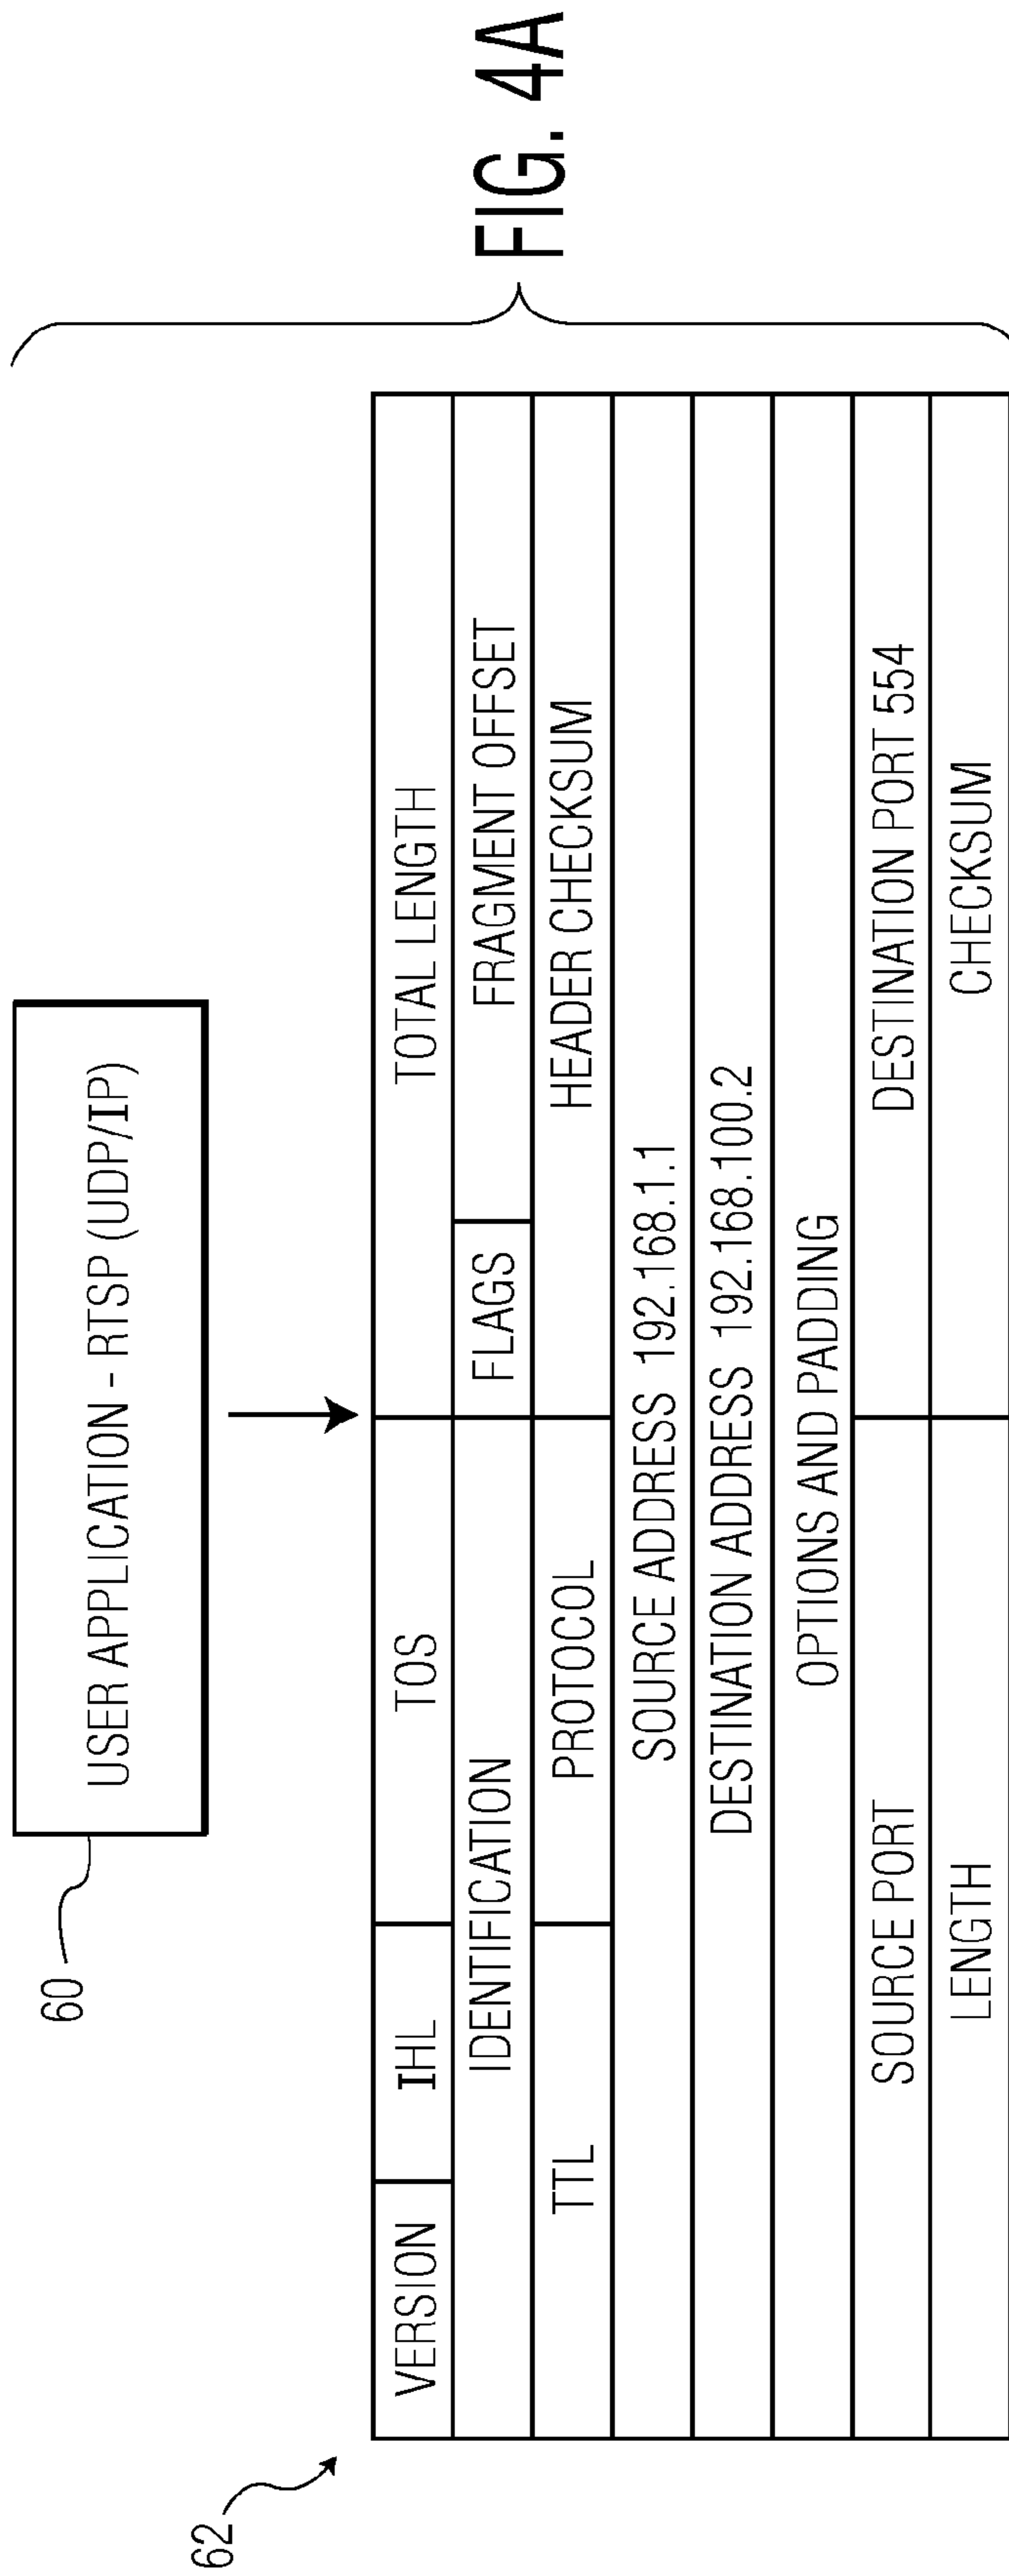 60
USER APPLICATION - RTSP (UDP/IP)
62
VERSION IHL TOS TOTAL LENGTH
IDENTIFICATION FLAGS FRAGMENT OFFSET
TTL PROTOCOL HEADER CHECKSUM
SOURCE ADDRESS 192.168.1.1
DESTINATION ADDRESS 192.168.100.2
OPTIONS AND PADDING
SOURCE PORT DESTINATION PORT 554
LENGTH CHECKSUM
FIG. 4A